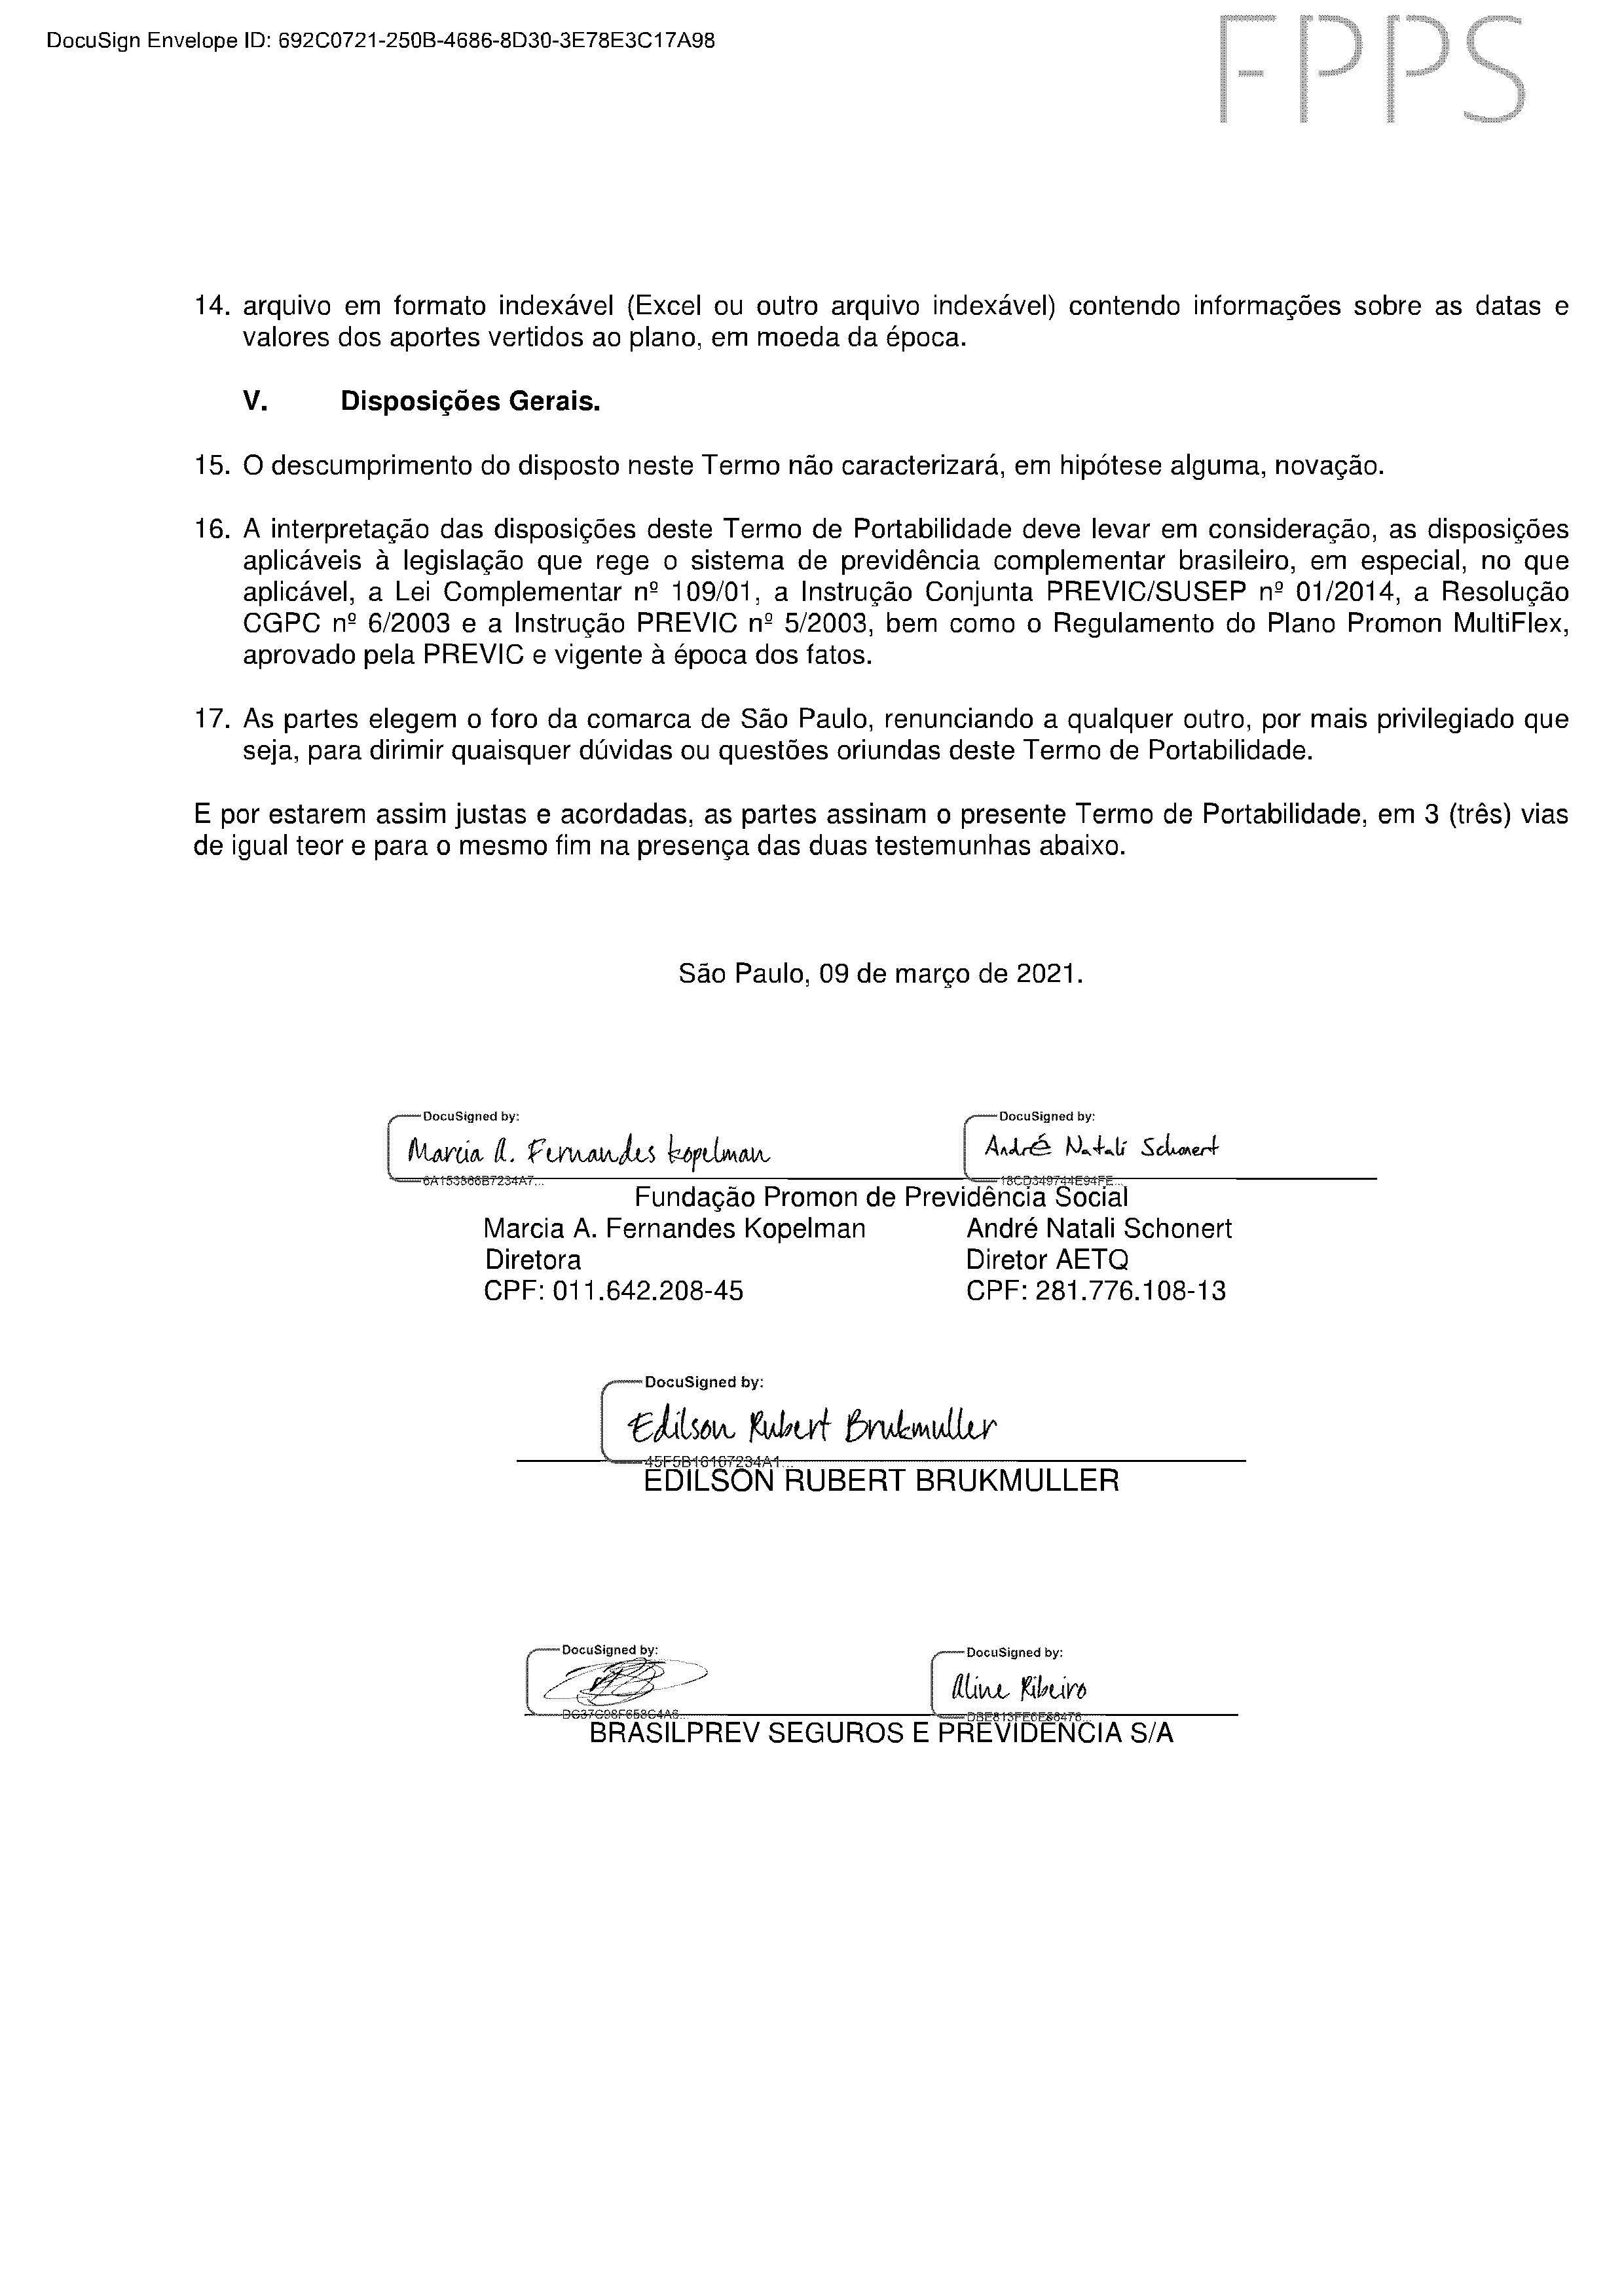 DocuSign Envelope ID: 692C0721-250B-4686-8D30-3E78E3C17A98
FPPS
14. arquivo em formato indexável (Excel ou outro arquivo indexável) contendo informações sobre as datas e
valores dos aportes vertidos ao plano, em moeda da época.
V. Disposições Gerais.
15. O descumprimento do disposto neste Termo não caracterizará, em hipótese alguma, novação.
16. A interpretação das disposições deste Termo de Portabilidade deve levar em consideração, as disposições
aplicáveis à legislação que rege o sistema de previdência complementar brasileiro, em especial, no que
aplicável, a Lei Complementar nº 109/01, a Instrução Conjunta PREVIC/SUSEP nº 01/2014, a Resolução
CGPC nº 6/2003 e a Instrução PREVIC nº 5/2003, bem como o Regulamento do Plano Promon MultiFlex,
aprovado pela PREVIC e vigente à época dos fatos.
17. As partes elegem o foro da comarca de São Paulo, renunciando a qualquer outro, por mais privilegiado que
seja, para dirimir quaisquer dúvidas ou questões oriundas deste Termo de Portabilidade.
E por estarem assim justas e acordadas, as partes assinam o presente Termo de Portabilidade, em 3 (três) vias
de igual teor e para o mesmo fim na presença das duas testemunhas abaixo.
São Paulo, 09 de março de 2021.
DocuSigned by: DocuSigned by:
Marcia A. Fernandes Kopelman André Natali Schonert
6A153366B7234A7... 18CD349744E94FE...
Fundação Promon de Previdência Social
Marcia A. Fernandes Kopelman André Natali Schonert
Diretora Diretor AETQ
CPF: 011.642.208-45 CPF: 281.776.108-13
DocuSigned by:
Edilson Rubert Brukmuller
45F5B16167234A1...
EDILSON RUBERT BRUKMULLER
DocuSigned by: DocuSigned by:
Aline Ribeiro
BRASILPREV SEGUROS E PREVIDÊNCIA S/A